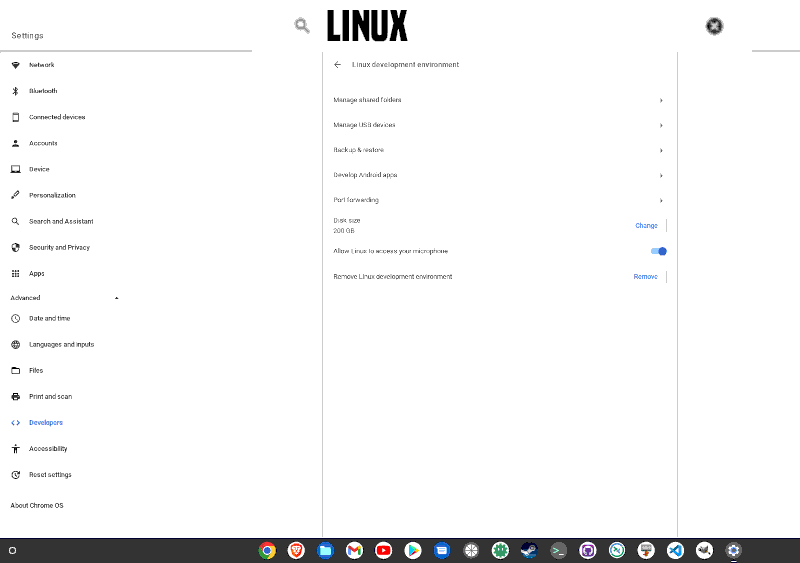 LINUX
Settings
Network
Bluetooth
Connected devices
Accounts
Device
Personalization
Search and Assistant
Security and Privacy
Apps
Advanced
Date and time
Languages and inputs
Files
Print and scan
Developers
Accessibility
Reset settings
About Chrome OS
Linux development environment
Manage shared folders
Manage USB devices
Backup & restore
Develop Android apps
Port forwarding
Disk size
200 GB
Change
Allow Linux to access your microphone
Remove Linux development environment
Remove